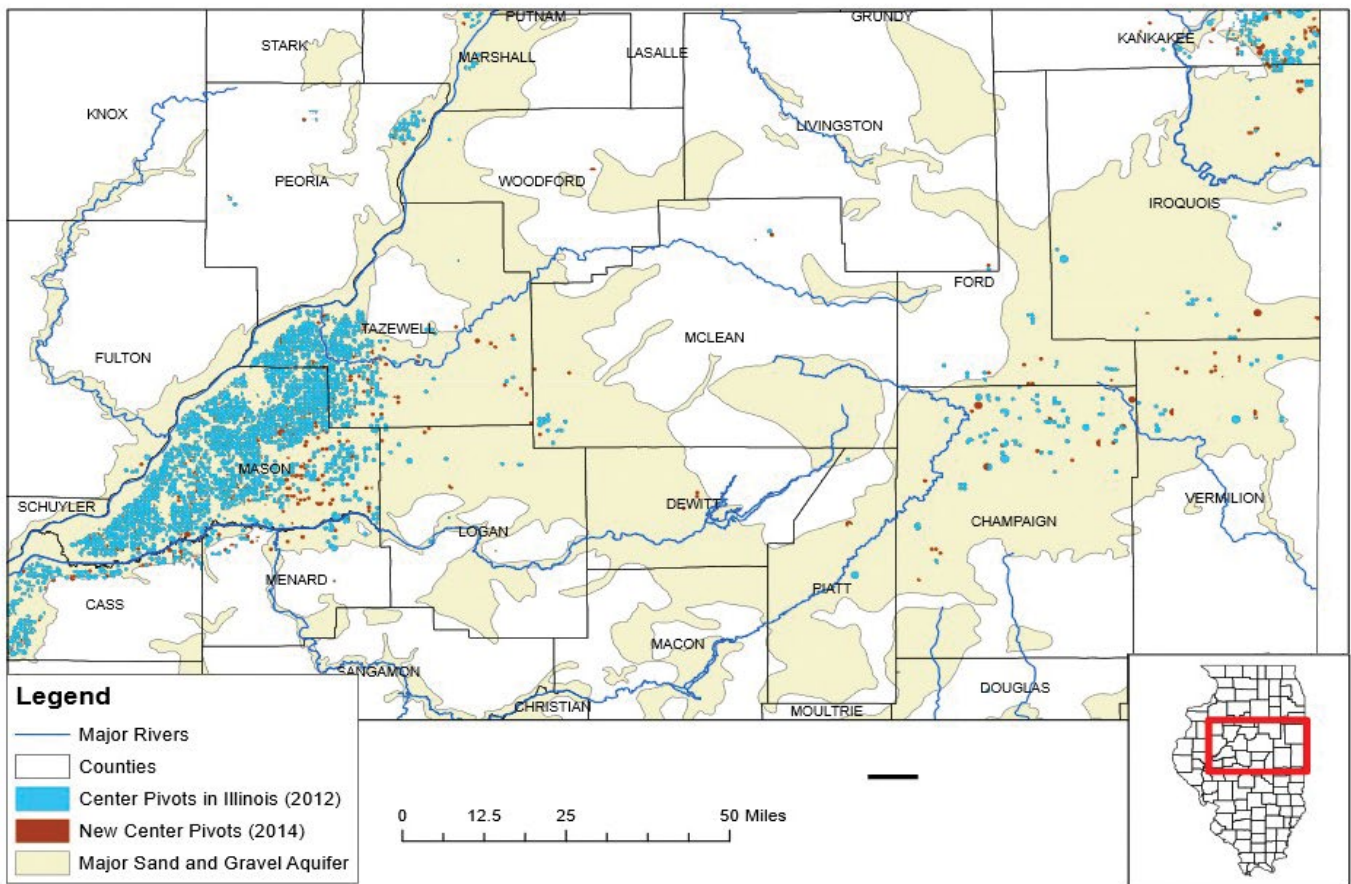 PUTNAM
GRUNDY
STARK
MARSHALL
LASALLE
KANKAKEE
KNOX
LIVINGSTON
PEORIA
WOODFORD
IROQUOIS
FORD
TAZEWELL
MCLEAN
FULTON
MASON
SCHUYLER
DEWITT
VERMILION
LOGAN
CHAMPAIGN
MENARD
PIATT
CASS
MACON
SANGAMON
DOUGLAS
CHRISTIAN
MOULTRIE
Legend
Major Rivers
Counties
Center Pivots in Illinois (2012)
New Center Pivots (2014)
Major Sand and Gravel Aquifer
0 12.5 25 50 Miles